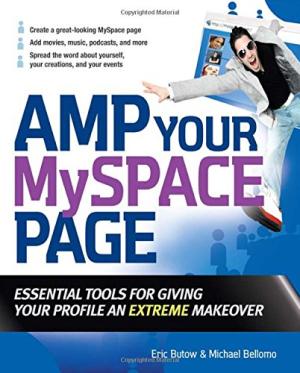 Create a great-looking MySpace page
Add movies, music, podcasts, and more
Spread the word about yourself,
your creations, and your events
AMP YOUR
MySPACE
PAGE
ESSENTIAL TOOLS FOR GIVING
YOUR PROFILE AN EXTREME MAKEOVER
Eric Butow & Michael Bellomo
Copyrighted Material